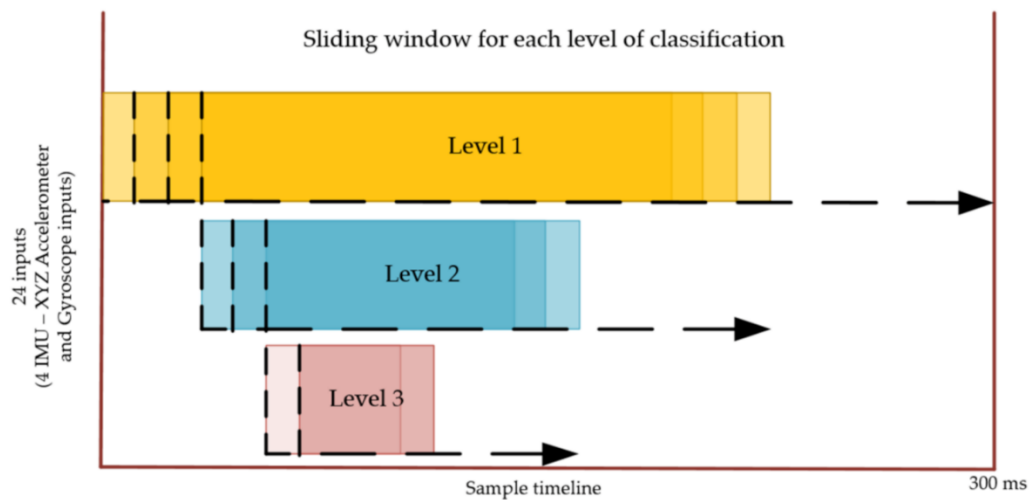 Sliding window for each level of classification
Level 1
24 inputs
(4 IMU – XYZ Accelerometer
and Gyroscope inputs)
Level 2
Level 3
Sample timeline
300 ms